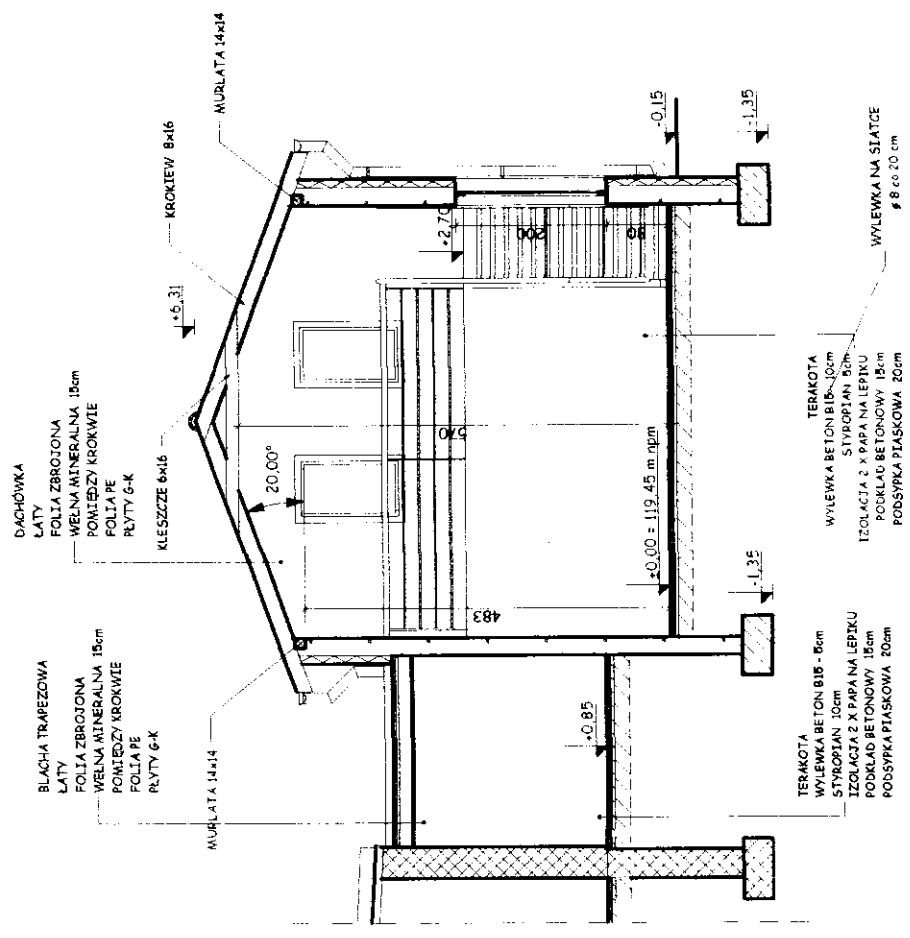 DACHÓWKA
ŁATY
FOLIA ZBROJONA
WEŁNA MINERALNA 15cm
POMIĘDZY KROKWIE
FOLIA PE
PŁYTY G-K
KLESZCZE 6x16
+6,31
KROKIEW 8x16
MURŁATA 14x14
BLACHA TRAPEZOWA
ŁATY
FOLIA ZBROJONA
WEŁNA MINERALNA 15cm
POMIĘDZY KROKWIE
FOLIA PE
PŁYTY G-K
MURŁATA 14x14
20,00°
570
483
+2,70
200
80
±0,00 = 119,45 m npm
+0,85
-0,15
-1,35
-1,35
TERAKOTA
WYLEWKA BETON B15 - 5cm
STYROPIAN 10cm
IZOLACJA 2 X PAPA NA LEPIKU
PODKŁAD BETONOWY 15cm
PODSYPKA PIASKOWA 20cm
TERAKOTA
WYLEWKA BETON B15 - 10cm
STYROPIAN 5cm
IZOLACJA 2 X PAPA NA LEPIKU
PODKŁAD BETONOWY 15cm
PODSYPKA PIASKOWA 20cm
WYLEWKA NA SIATCE
# 8 co 20 cm